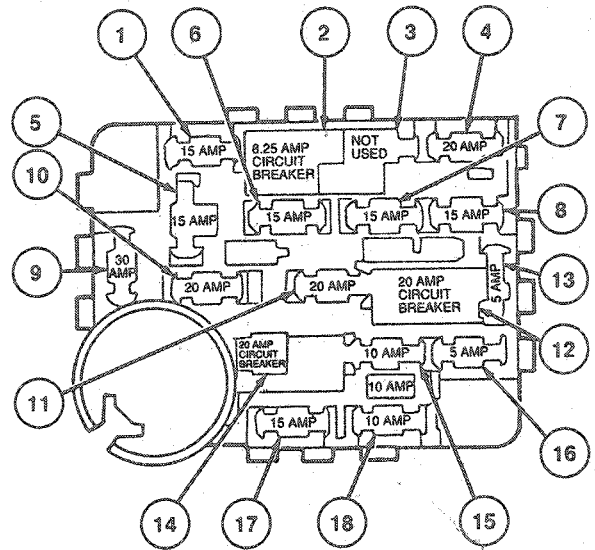 1
6
2
3
4
5
7
10
8
9
13
11
12
14
17
18
15
16
15 AMP
6.25 AMP
CIRCUIT
BREAKER
NOT
USED
20 AMP
15 AMP
15 AMP
15 AMP
15 AMP
30
AMP
20 AMP
20 AMP
20 AMP
CIRCUIT
BREAKER
5 AMP
20 AMP
CIRCUIT
BREAKER
10 AMP
5 AMP
10 AMP
15 AMP
10 AMP